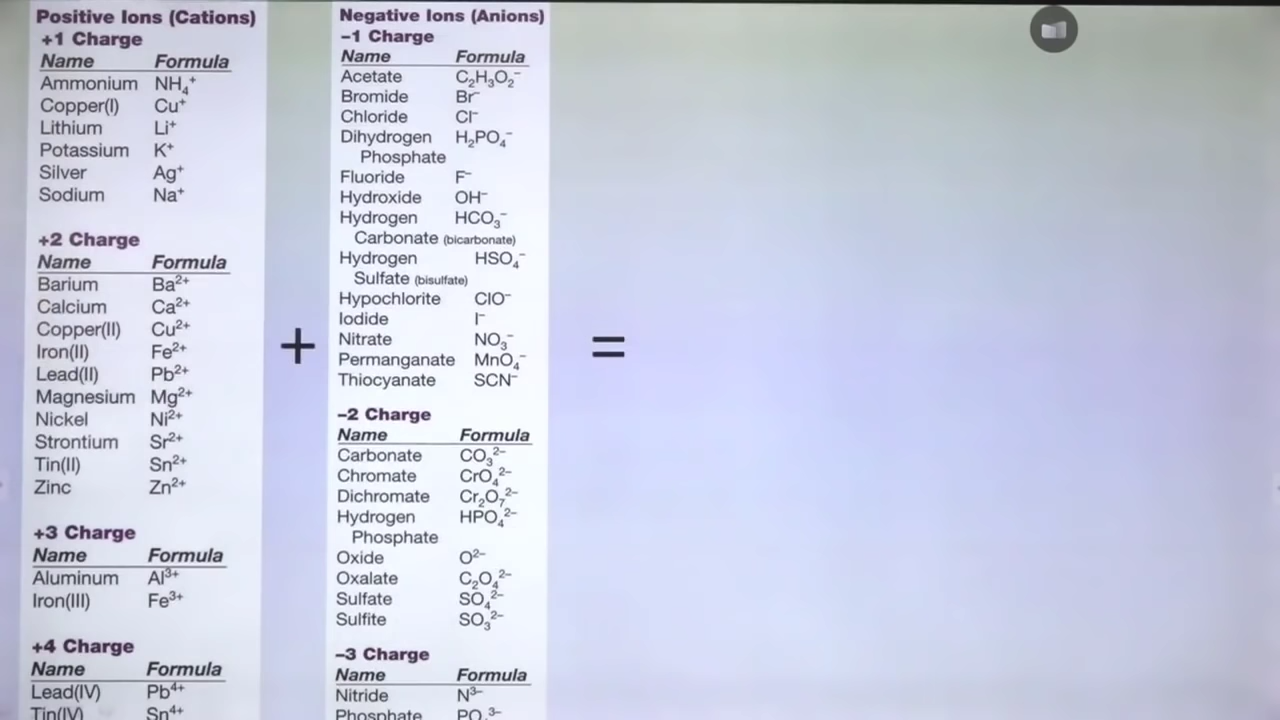 Positive Ions (Cations)
+1 Charge
Name Formula
Ammonium NH₄⁺
Copper(I) Cu⁺
Lithium Li⁺
Potassium K⁺
Silver Ag⁺
Sodium Na⁺
+2 Charge
Name Formula
Barium Ba²⁺
Calcium Ca²⁺
Copper(II) Cu²⁺
Iron(II) Fe²⁺
Lead(II) Pb²⁺
Magnesium Mg²⁺
Nickel Ni²⁺
Strontium Sr²⁺
Tin(II) Sn²⁺
Zinc Zn²⁺
+3 Charge
Name Formula
Aluminum Al³⁺
Iron(III) Fe³⁺
+4 Charge
Name Formula
Lead(IV) Pb⁴⁺
Tin(IV) Sn⁴⁺
+
Negative Ions (Anions)
–1 Charge
Name Formula
Acetate C₂H₃O₂⁻
Bromide Br⁻
Chloride Cl⁻
Dihydrogen H₂PO₄⁻
Phosphate
Fluoride F⁻
Hydroxide OH⁻
Hydrogen HCO₃⁻
Carbonate (bicarbonate)
Hydrogen HSO₄⁻
Sulfate (bisulfate)
Hypochlorite ClO⁻
Iodide I⁻
Nitrate NO₃⁻
Permanganate MnO₄⁻
Thiocyanate SCN⁻
–2 Charge
Name Formula
Carbonate CO₃²⁻
Chromate CrO₄²⁻
Dichromate Cr₂O₇²⁻
Hydrogen HPO₄²⁻
Phosphate
Oxide O²⁻
Oxalate C₂O₄²⁻
Sulfate SO₄²⁻
Sulfite SO₃²⁻
–3 Charge
Name Formula
Nitride N³⁻
Phosphate PO₄³⁻
=